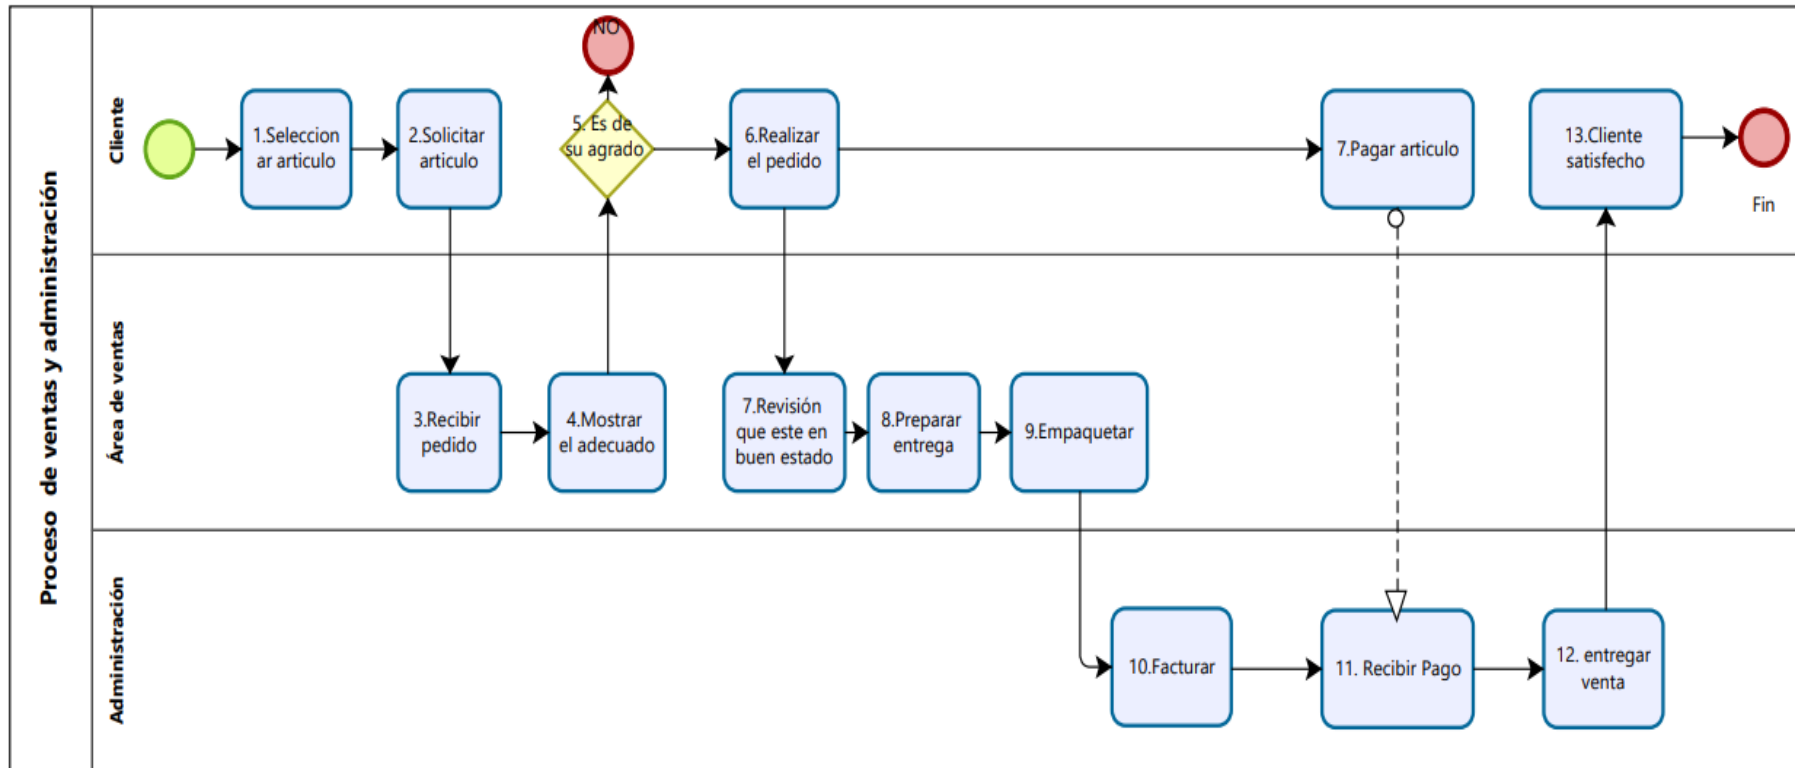 Proceso  de ventas y administración
Cliente
NO
1.Seleccion
ar articulo
2.Solicitar
articulo
5. Es de
su agrado
6.Realizar
el pedido
7.Pagar articulo
13.Cliente
satisfecho
Fin
Área de ventas
3.Recibir
pedido
4.Mostrar
el adecuado
7.Revisión
que este en
buen estado
8.Preparar
entrega
9.Empaquetar
Administración
10.Facturar
11. Recibir Pago
12. entregar
venta